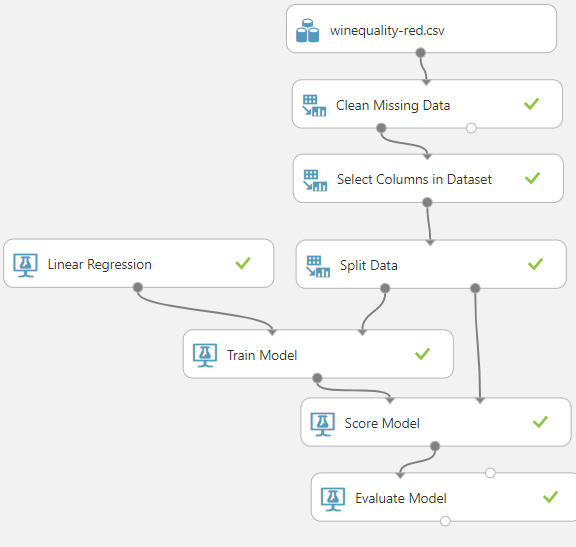 winequality-red.csv
Clean Missing Data
Select Columns in Dataset
Linear Regression
Split Data
Train Model
Score Model
Evaluate Model